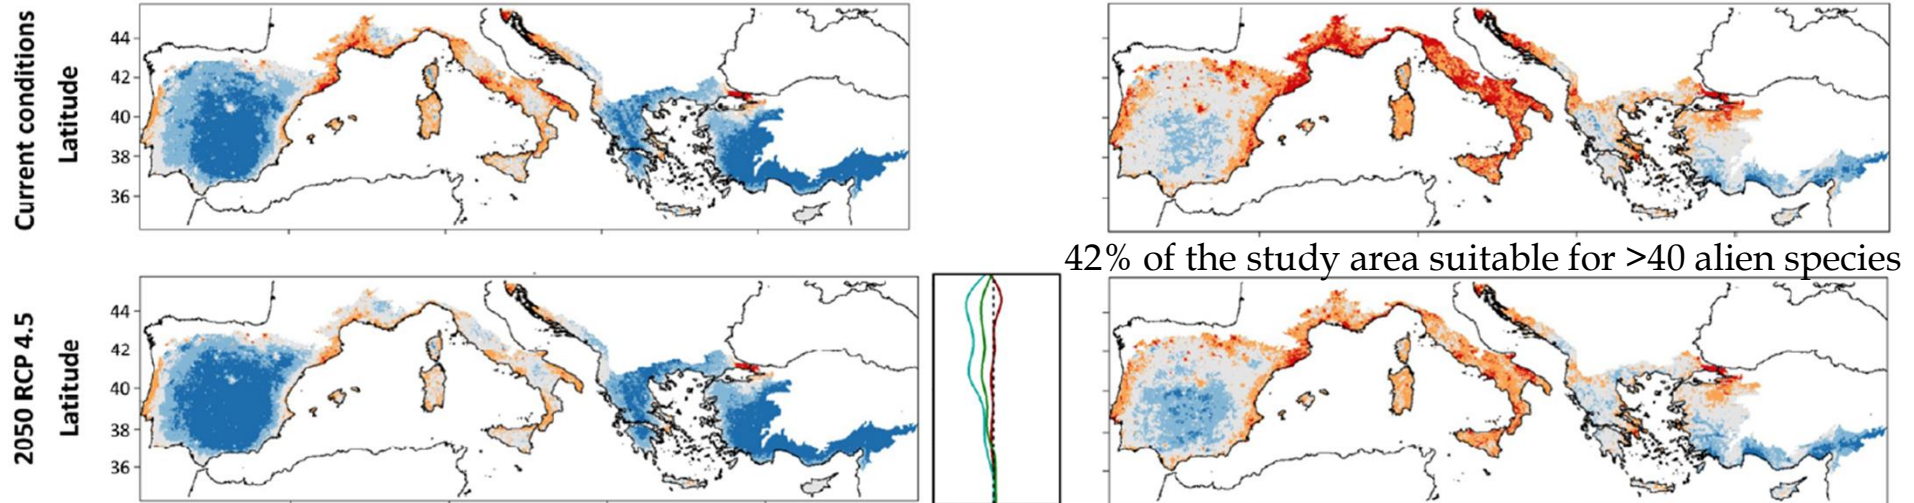 Current conditions
Latitude
44
42
40
38
36
42% of the study area suitable for >40 alien species
2050 RCP 4.5
Latitude
44
42
40
38
36